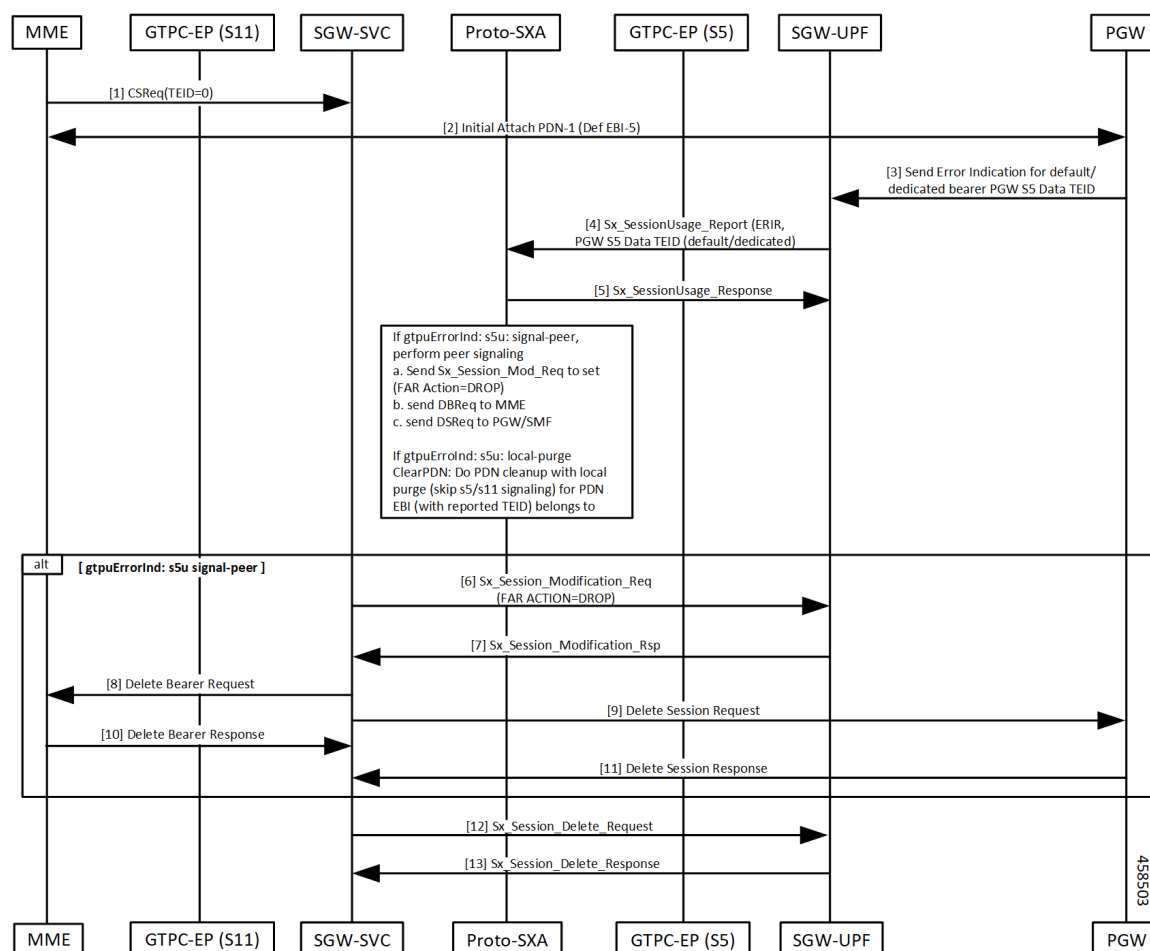 MME
GTPC-EP (S11)
SGW-SVC
Proto-SXA
GTPC-EP (S5)
SGW-UPF
PGW
[1] CSReq(TEID=0)
[2] Initial Attach PDN-1 (Def EBI-5)
[3] Send Error Indication for default/
dedicated bearer PGW S5 Data TEID
[4] Sx_SessionUsage_Report (ERIR,
PGW S5 Data TEID (default/dedicated)
[5] Sx_SessionUsage_Response
If gtpuErrorInd: s5u: signal-peer,
perform peer signaling
a. Send Sx_Session_Mod_Req to set
(FAR Action=DROP)
b. send DBReq to MME
c. send DSReq to PGW/SMF
If gtpuErroInd: s5u: local-purge
ClearPDN: Do PDN cleanup with local
purge (skip s5/s11 signaling) for PDN
EBI (with reported TEID) belongs to
alt
[ gtpuErrorInd: s5u signal-peer ]
[6] Sx_Session_Modification_Req
(FAR ACTION=DROP)
[7] Sx_Session_Modification_Rsp
[8] Delete Bearer Request
[9] Delete Session Request
[10] Delete Bearer Response
[11] Delete Session Response
[12] Sx_Session_Delete_Request
[13] Sx_Session_Delete_Response
458503
MME
GTPC-EP (S11)
SGW-SVC
Proto-SXA
GTPC-EP (S5)
SGW-UPF
PGW